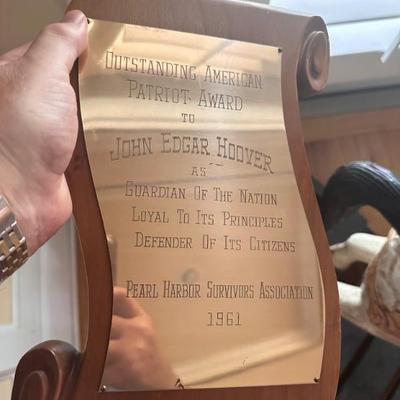 Outstanding American
Patriot Award
to
John Edgar Hoover
as
Guardian Of The Nation
Loyal To Its Principles
Defender Of Its Citizens
Pearl Harbor Survivors Association
1961